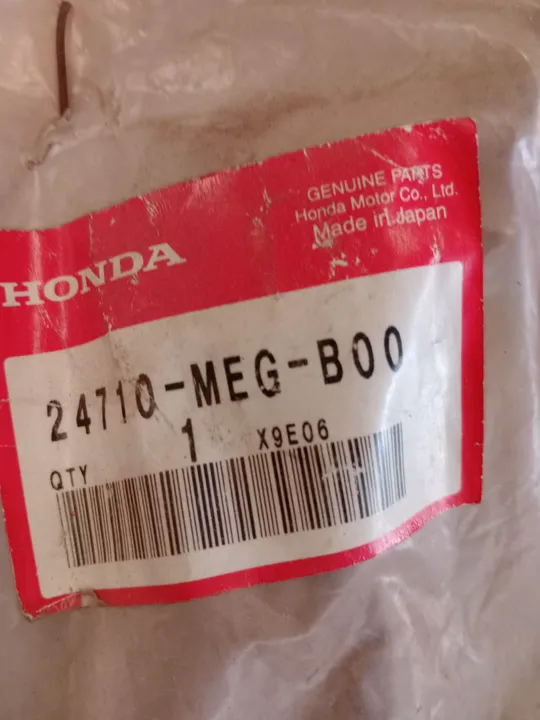 GENUINE PARTS
Honda Motor Co., Ltd.
Made in Japan
HONDA
24710-MEG-B00
QTY 1 X9E06